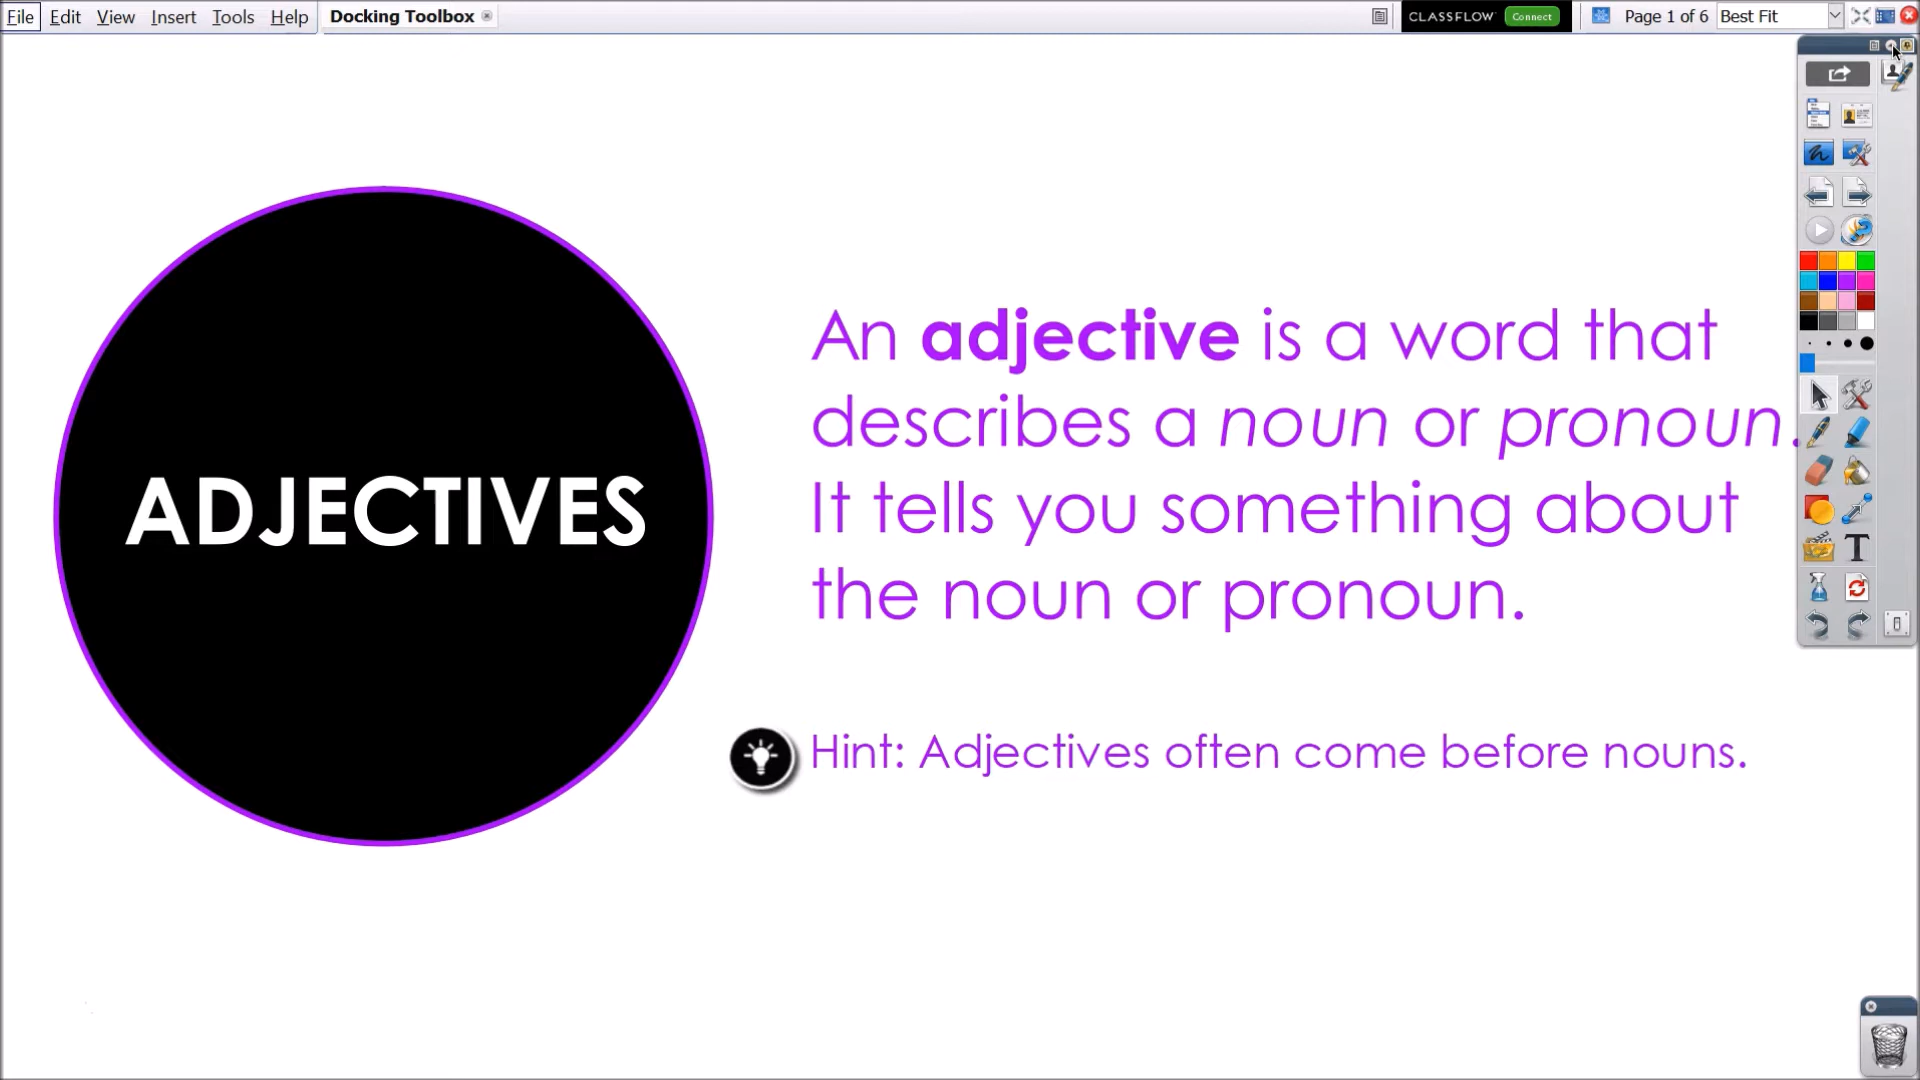 File Edit View Insert Tools Help Docking Toolbox CLASSFLOW Connect Page 1 of 6 Best Fit
ADJECTIVES
An adjective is a word that
describes a noun or pronoun.
It tells you something about
the noun or pronoun.
Hint: Adjectives often come before nouns.
T